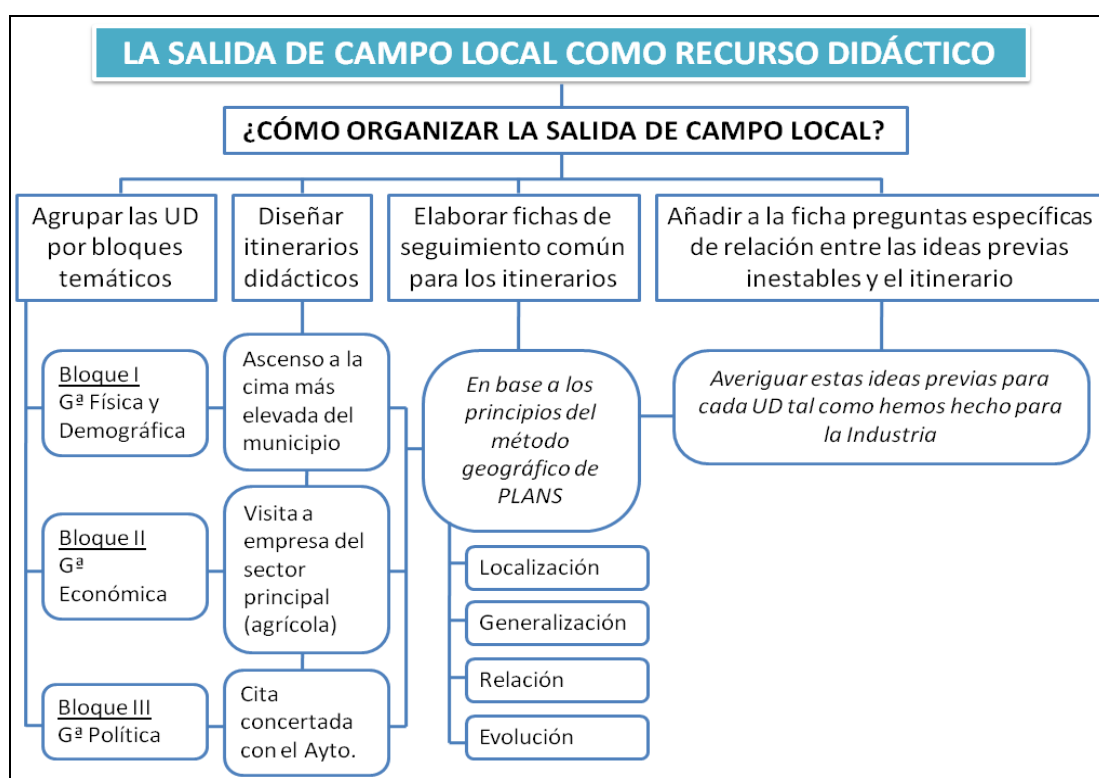 LA SALIDA DE CAMPO LOCAL COMO RECURSO DIDÁCTICO
¿CÓMO ORGANIZAR LA SALIDA DE CAMPO LOCAL?
Agrupar las UD
por bloques
temáticos
Diseñar
itinerarios
didácticos
Elaborar fichas de
seguimiento común
para los itinerarios
Añadir a la ficha preguntas específicas
de relación entre las ideas previas
inestables y el itinerario
Bloque I
Gª Física y
Demográfica
Ascenso a la
cima más
elevada del
municipio
En base a los
principios del
método
geográfico de
PLANS
Averiguar estas ideas previas para
cada UD tal como hemos hecho para
la Industria
Bloque II
Gª
Económica
Visita a
empresa del
sector
principal
(agrícola)
Localización
Generalización
Relación
Evolución
Bloque III
Gª Política
Cita
concertada
con el Ayto.